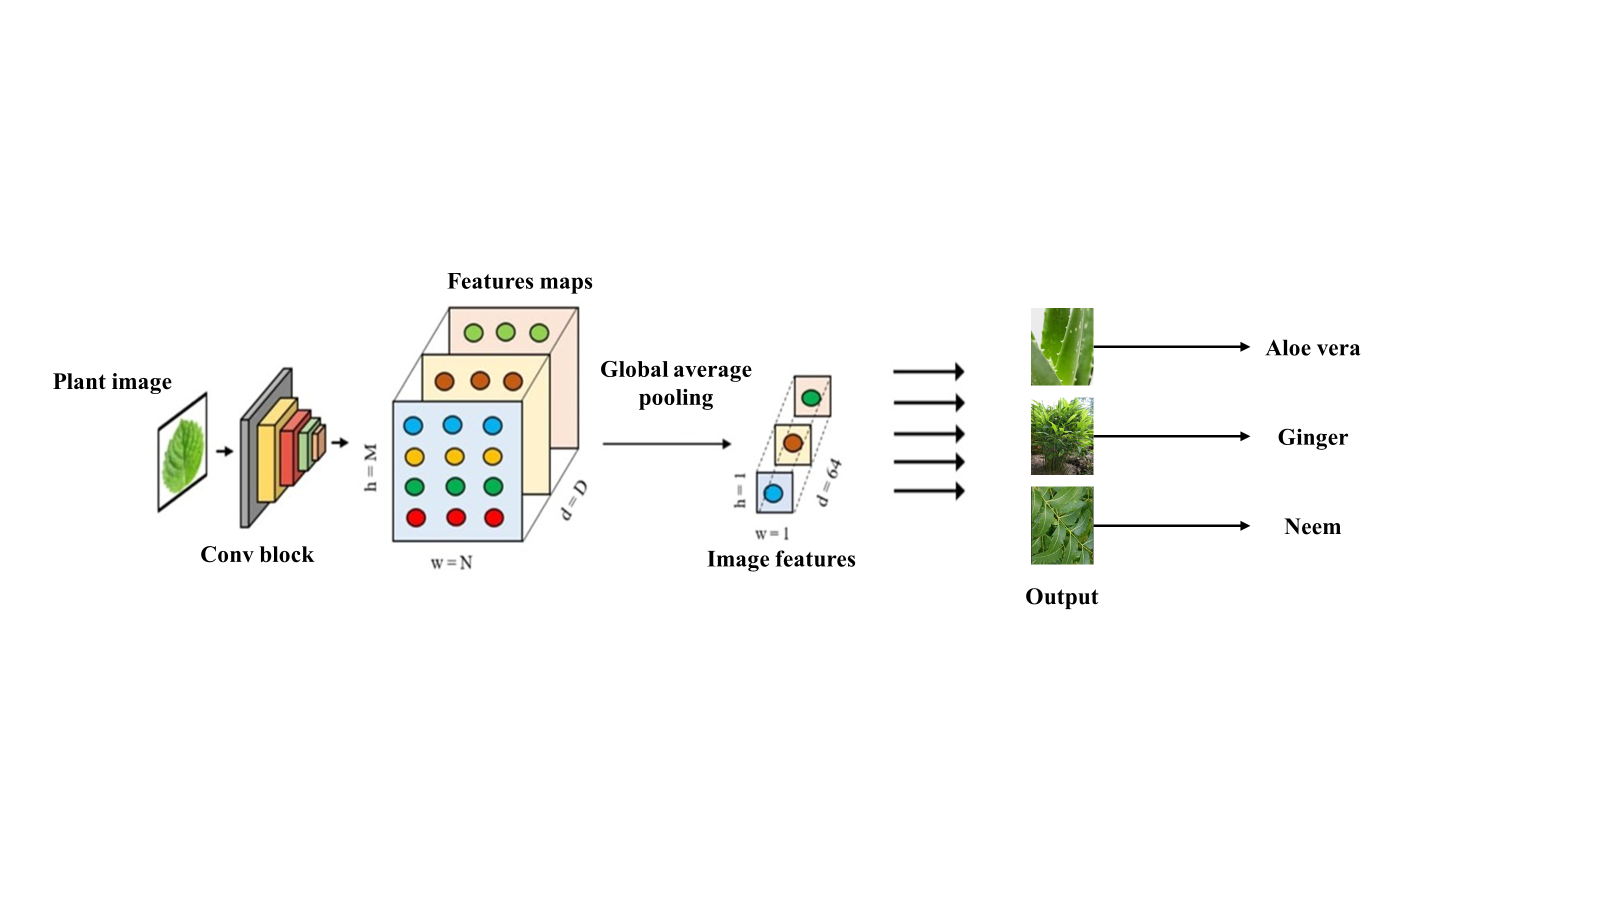 Features maps
Plant image
Global average
pooling
h = M
d = D
w = N
Conv block
h = 1
d = 64
w = 1
Image features
Aloe vera
Ginger
Neem
Output